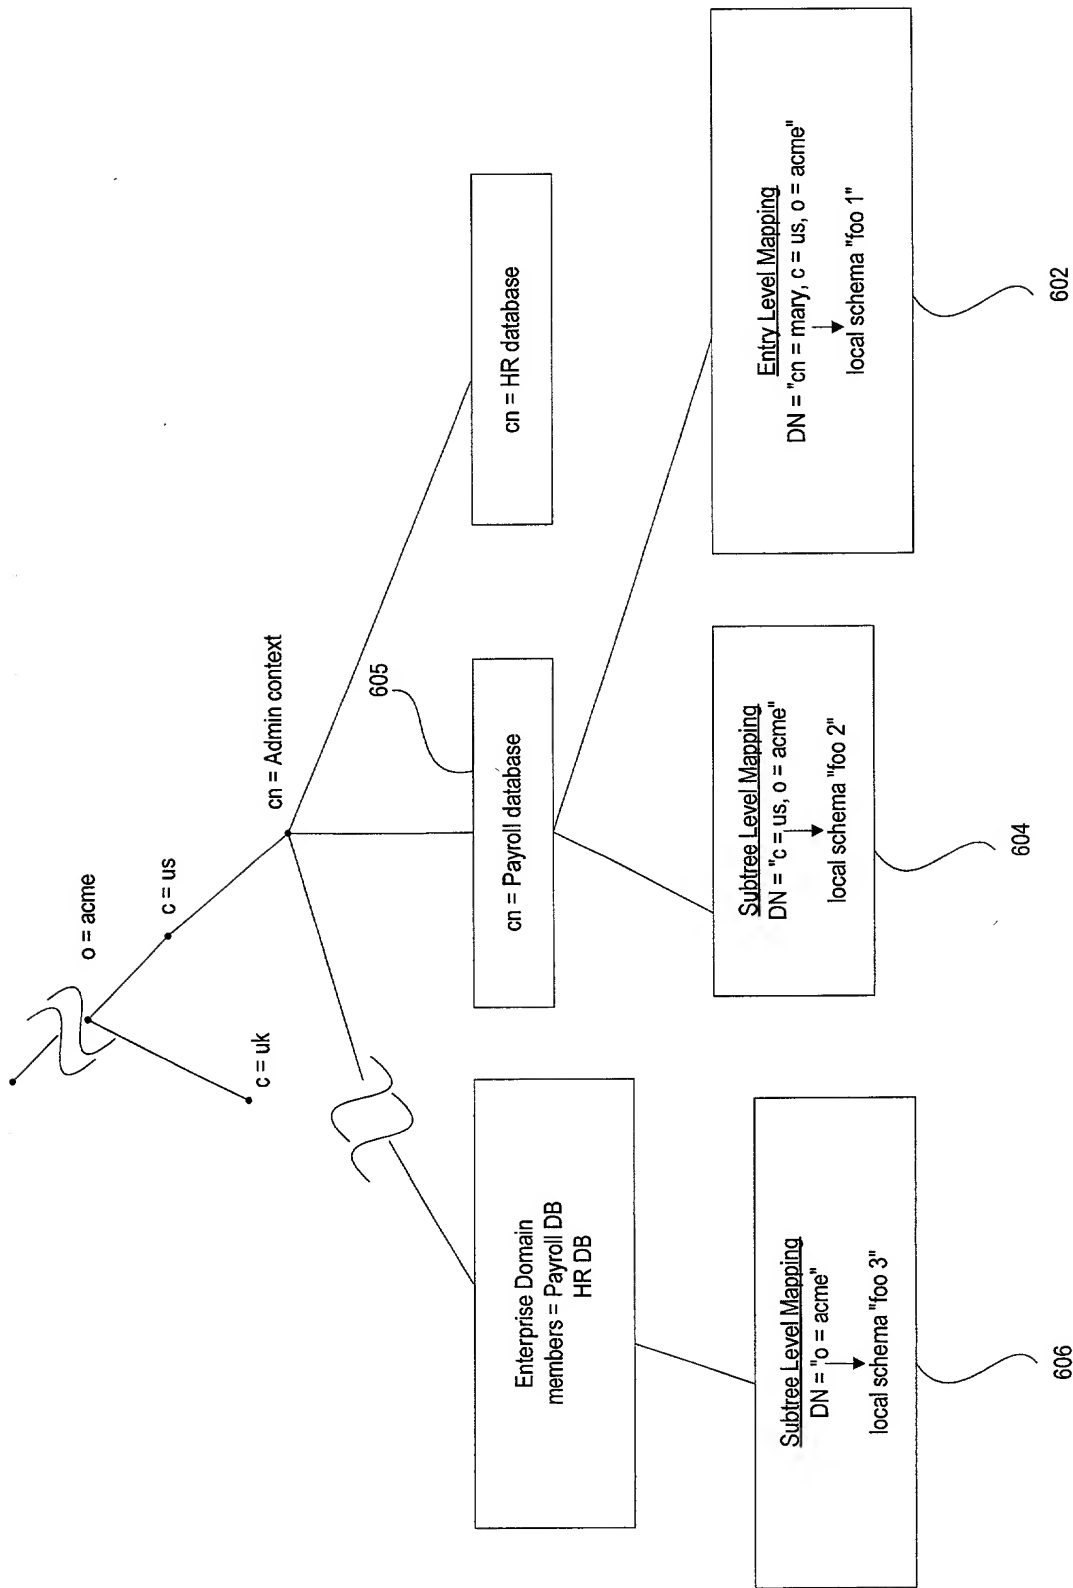 o = acme
c = us
c = uk
cn = Admin context
605
cn = Payroll database
cn = HR database
Enterprise Domain
members = Payroll DB
HR DB
Subtree Level Mapping
DN = "o = acme"
local schema "foo 3"
606
Subtree Level Mapping
DN = "c = us, o = acme"
local schema "foo 2"
604
Entry Level Mapping
DN = "cn = mary, c = us, o = acme"
local schema "foo 1"
602